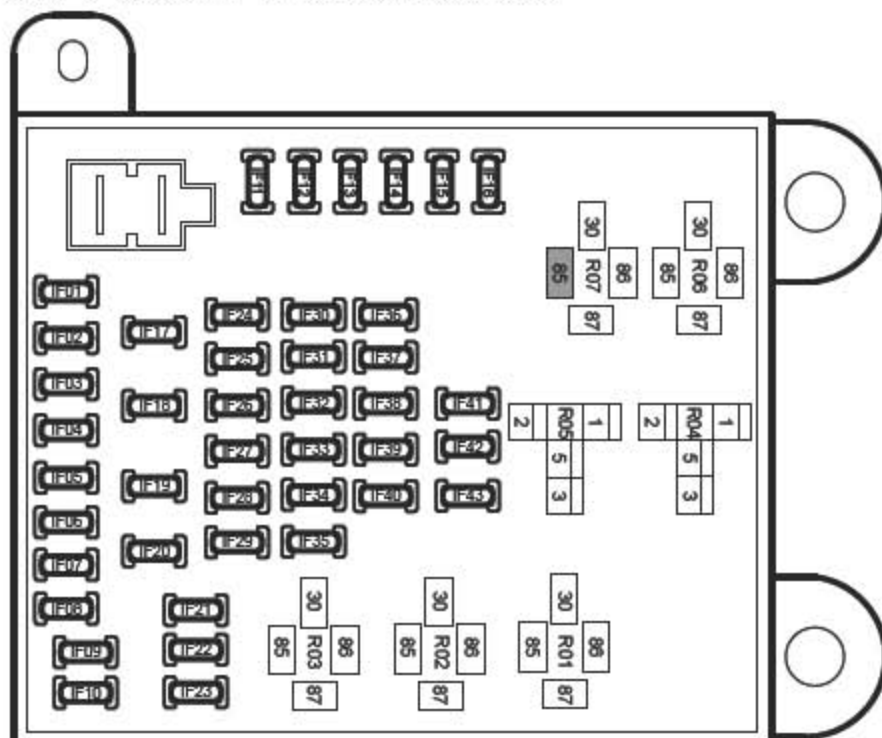 IF11 IF12 IF13 IF14 IF15 IF16
30 30
85 R07 86 85 R06 86
87 87
IF01
IF02
IF03
IF04
IF05
IF06
IF07
IF08
IF09
IF10
IF17
IF18
IF19
IF20
IF21
IF22
IF23
IF24
IF25
IF26
IF27
IF28
IF29
IF30
IF31
IF32
IF33
IF34
IF35
IF36
IF37
IF38
IF39
IF40
IF41
IF42
IF43
2 R05 1 2 R04 1
5 5
3 3
30 30 30
85 R03 86 85 R02 86 85 R01 86
87 87 87